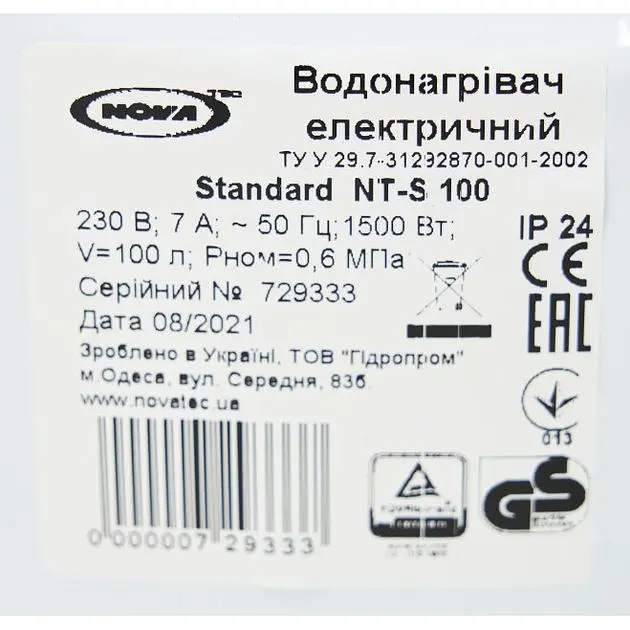 NOVA TEC
Водонагрівач
електричний
ТУ У 29.7-31292870-001-2002
Standard NT-S 100
230 В; 7 А; ~ 50 Гц; 1500 Вт;
V=100 л; Рном=0,6 МПа
Серійний № 729333
Дата 08/2021
Зроблено в Україні, ТОВ "Гідропром"
м.Одеса, вул. Середня, 83б.
www.novatec.ua
IP 24
CE
EAC
013
GS
0 000007 29333